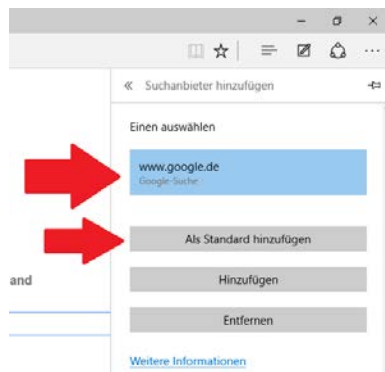 Suchanbieter hinzufügen
Einen auswählen
www.google.de
Google-Suche
Als Standard hinzufügen
and
Hinzufügen
Entfernen
Weitere Informationen